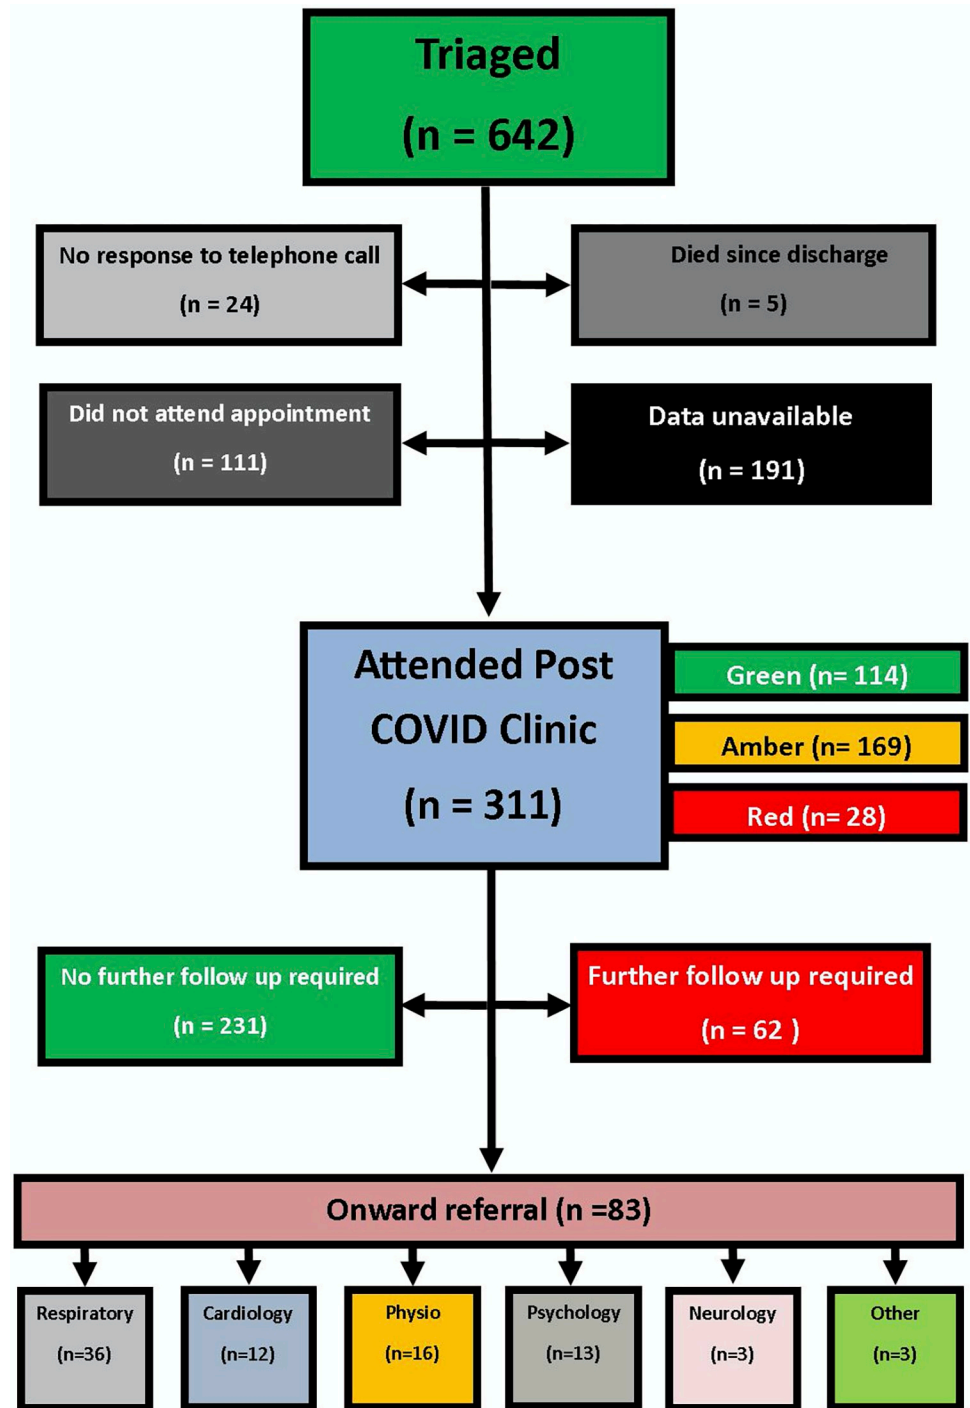 Triaged
(n = 642)
No response to telephone call
(n = 24)
Died since discharge
(n = 5)
Did not attend appointment
(n = 111)
Data unavailable
(n = 191)
Attended Post
COVID Clinic
(n = 311)
Green (n= 114)
Amber (n= 169)
Red (n= 28)
No further follow up required
(n = 231)
Further follow up required
(n = 62 )
Onward referral (n =83)
Respiratory
(n=36)
Cardiology
(n=12)
Physio
(n=16)
Psychology
(n=13)
Neurology
(n=3)
Other
(n=3)